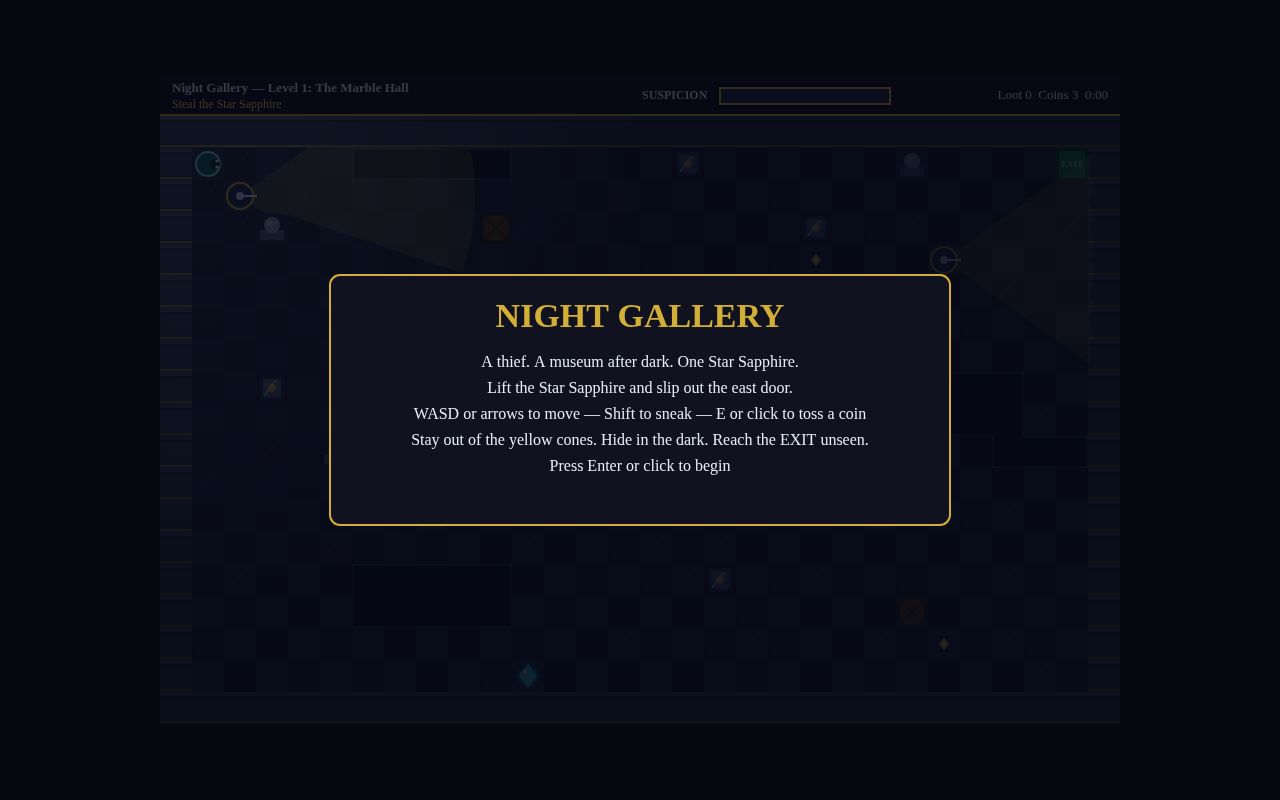 Night Gallery — Level 1: The Marble Hall
Steal the Star Sapphire
SUSPICION
Loot 0  Coins 3  0:00
EXIT
NIGHT GALLERY
A thief. A museum after dark. One Star Sapphire.
Lift the Star Sapphire and slip out the east door.
WASD or arrows to move — Shift to sneak — E or click to toss a coin
Stay out of the yellow cones. Hide in the dark. Reach the EXIT unseen.
Press Enter or click to begin